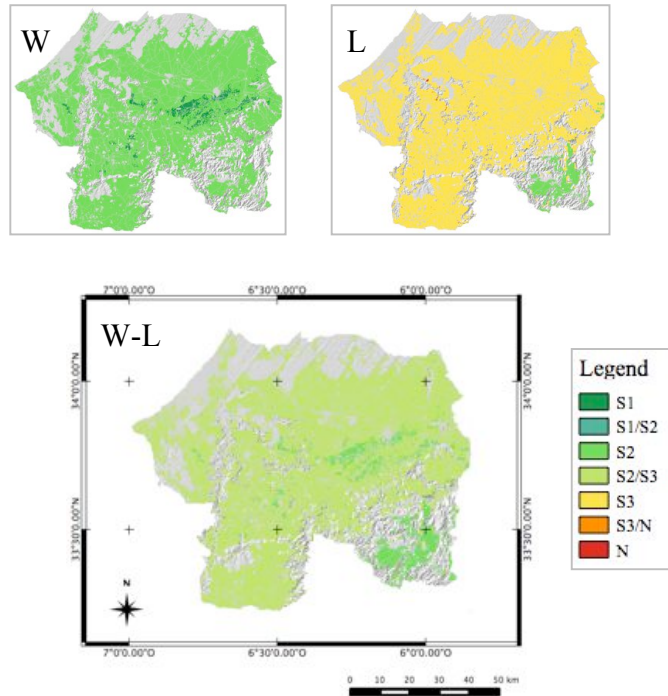 W
L
W-L
7°0'0.00"O
6°30'0.00"O
6°0'0.00"O
34°0'0.00"N
34°0'0.00"N
33°30'0.00"N
33°30'0.00"N
N
7°0'0.00"O
6°30'0.00"O
6°0'0.00"O
0 10 20 30 40 50 km
Legend
S1
S1/S2
S2
S2/S3
S3
S3/N
N